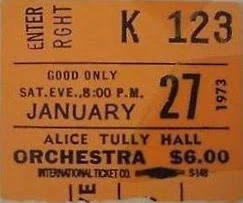 ENTER
RGHT
K 123
GOOD ONLY
SAT.EVE.,8:00 P.M.
JANUARY 27 1973
ALICE TULLY HALL
ORCHESTRA $6.00
INTERNATIONAL TICKET CO. S-148